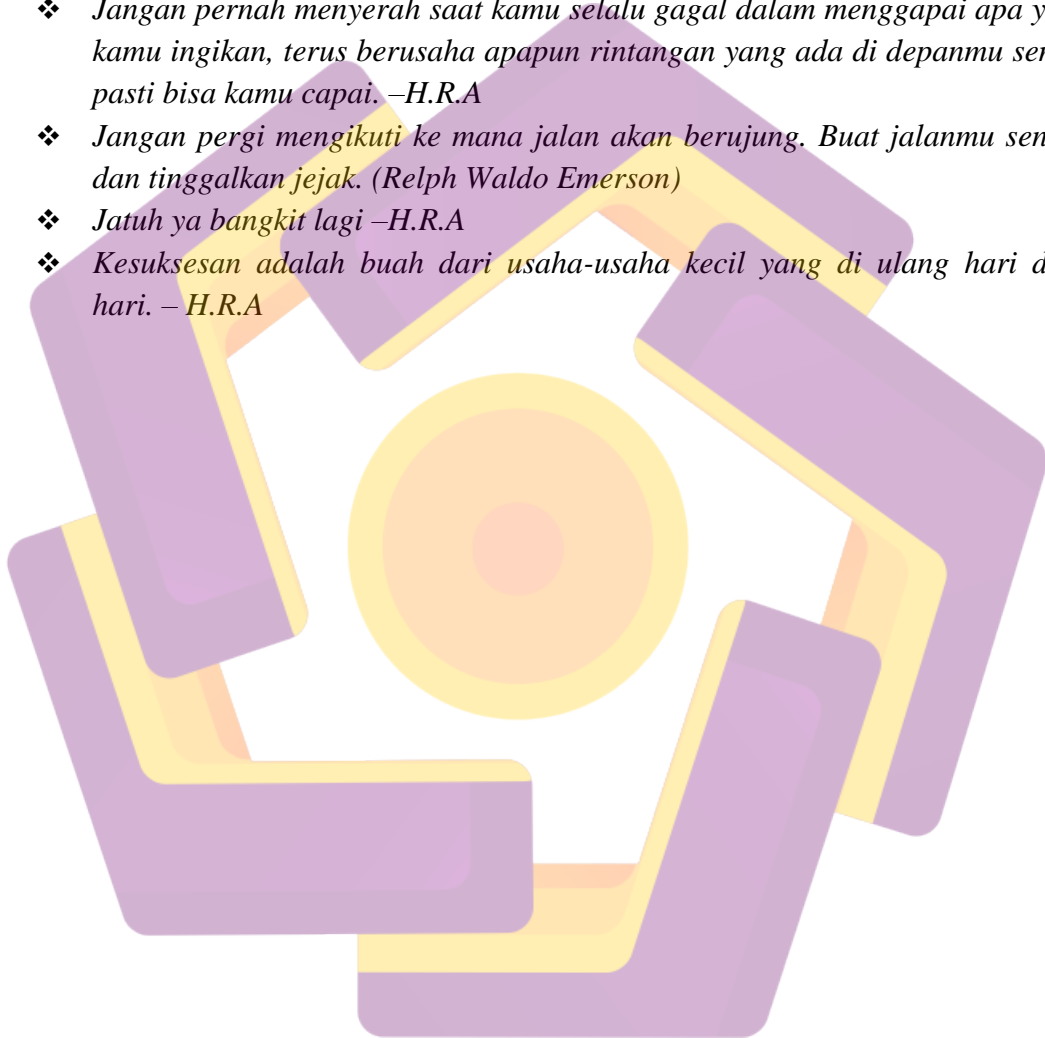 ❖ Jangan pernah menyerah saat kamu selalu gagal dalam menggapai apa y
kamu ingikan, terus berusaha apapun rintangan yang ada di depanmu sem
pasti bisa kamu capai. –H.R.A
❖ Jangan pergi mengikuti ke mana jalan akan berujung. Buat jalanmu sen
dan tinggalkan jejak. (Relph Waldo Emerson)
❖ Jatuh ya bangkit lagi –H.R.A
❖ Kesuksesan adalah buah dari usaha-usaha kecil yang di ulang hari d
hari. – H.R.A